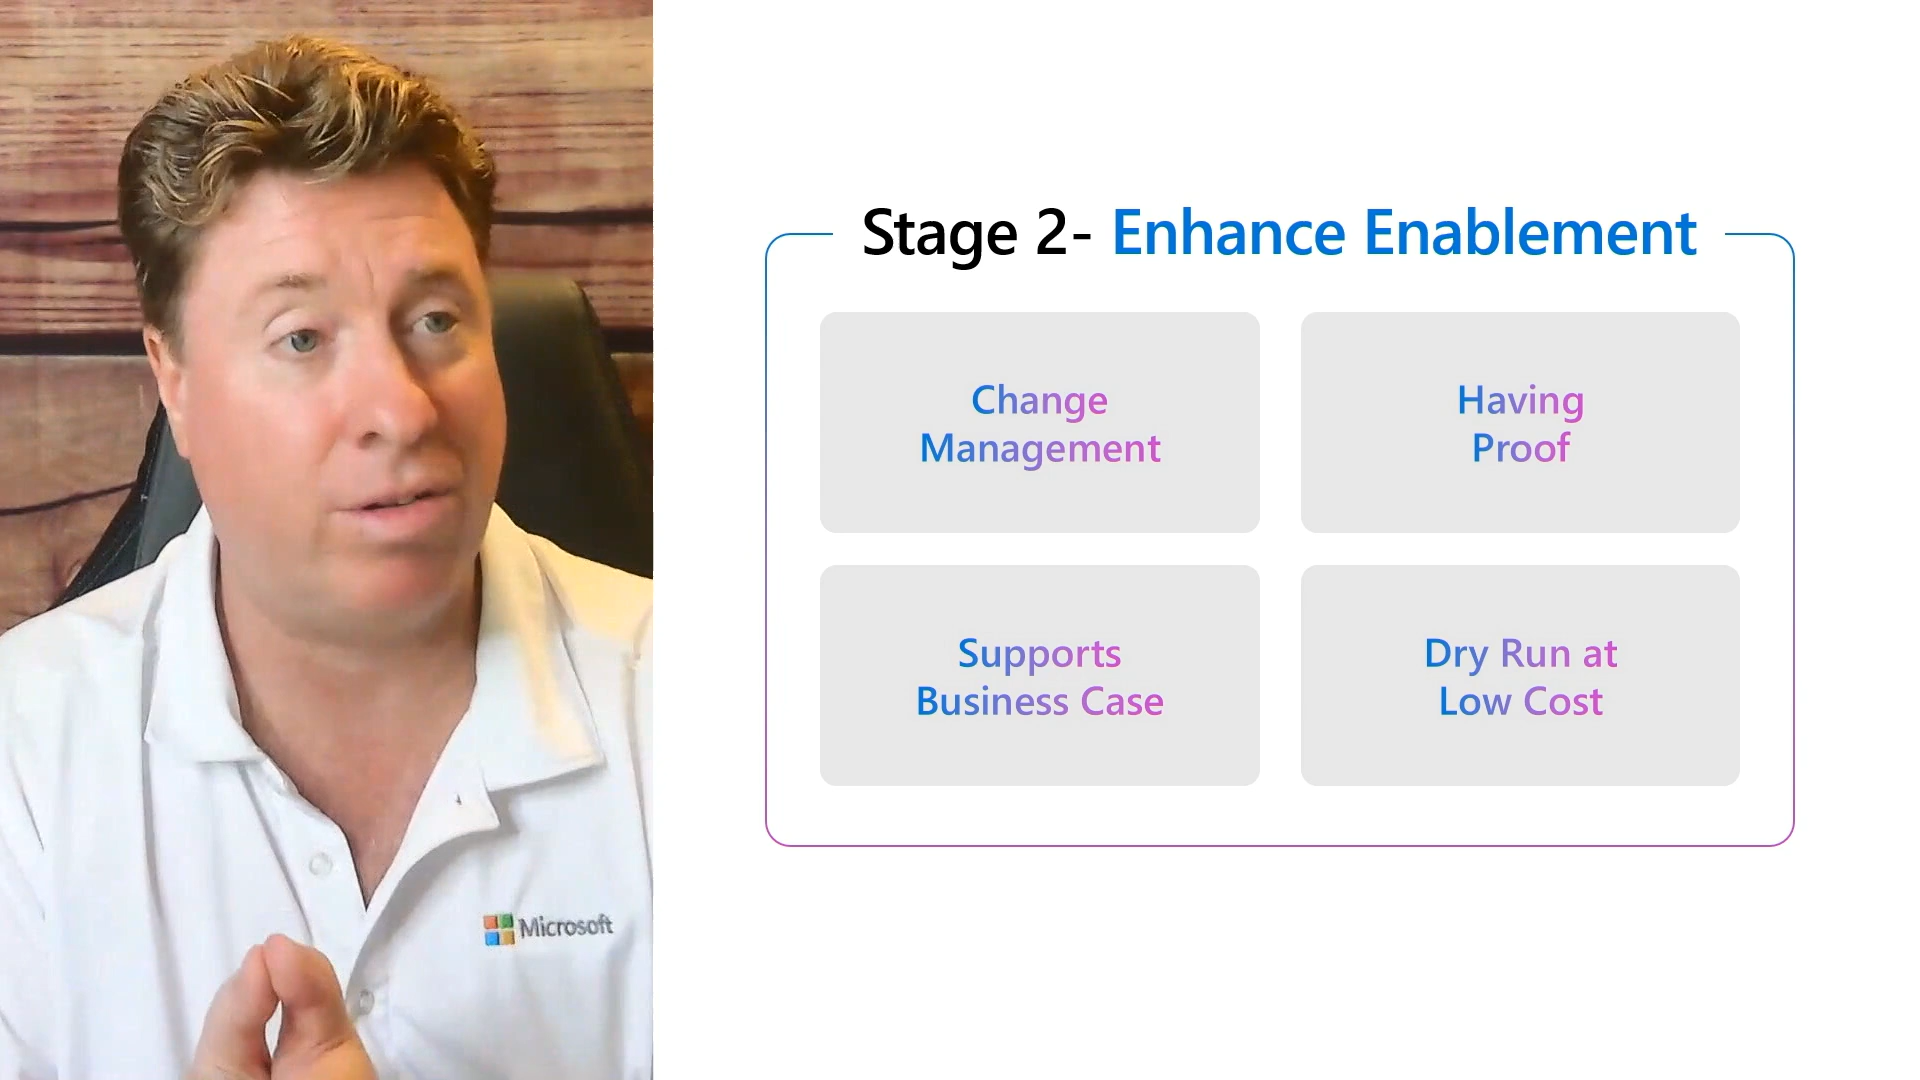 Stage 2- Enhance Enablement
Change
Management
Having
Proof
Supports
Business Case
Dry Run at
Low Cost
Microsoft